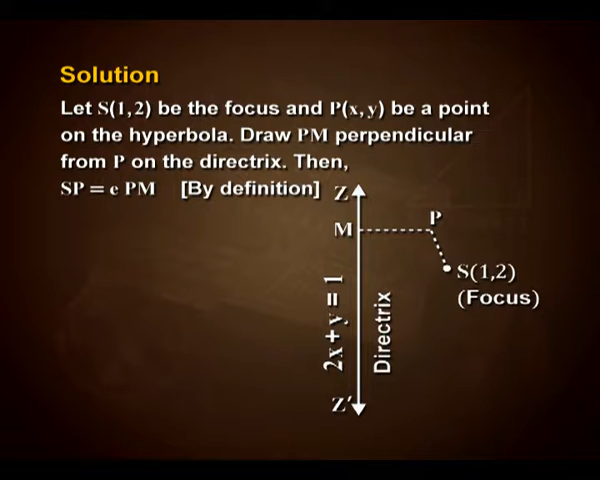 Solution
Let S(1,2) be the focus and P(x,y) be a point
on the hyperbola. Draw PM perpendicular
from P on the directrix. Then,
SP = e PM [By definition]
Z
P
M
S(1,2)
(Focus)
2x+y=1
Directrix
Z'